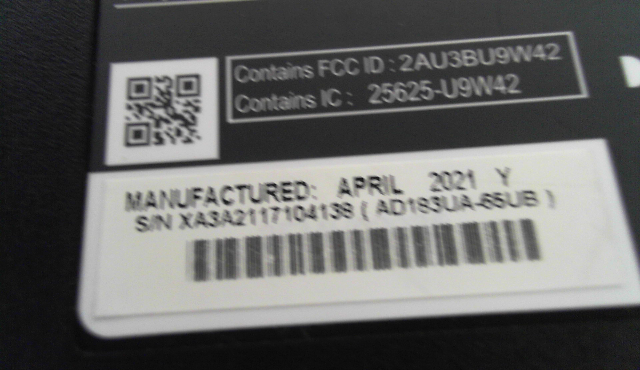 Contains FCC ID : 2AU3BU9W42
Contains IC : 25625-U9W42
MANUFACTURED: APRIL 2021 Y
S/N XA3A2117104139 ( AD183UA-65UB )